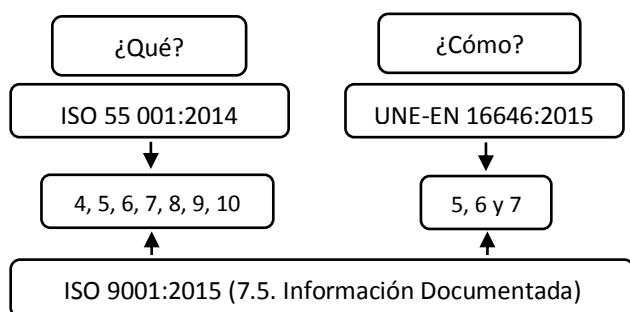 ¿Qué?
¿Cómo?
ISO 55 001:2014
UNE-EN 16646:2015
4, 5, 6, 7, 8, 9, 10
5, 6 y 7
ISO 9001:2015 (7.5. Información Documentada)